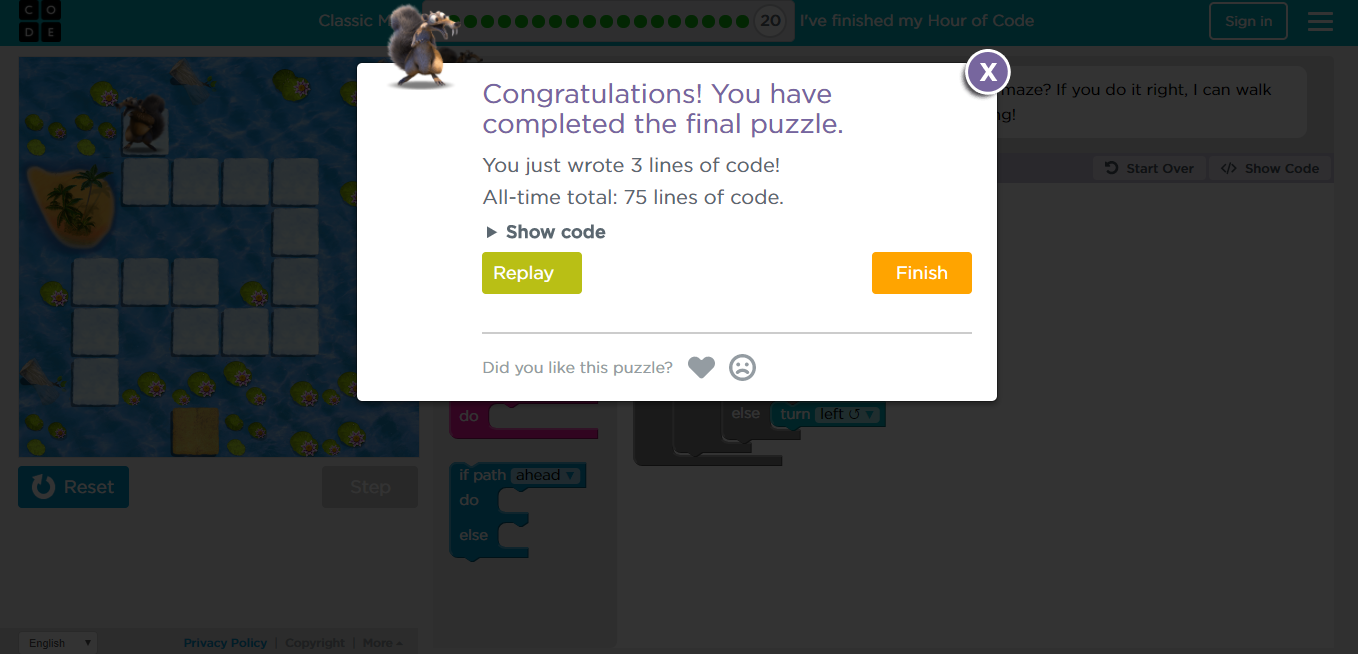 C O
D E
Classic M
20
I've finished my Hour of Code
Sign in
maze? If you do it right, I can walk
ng!
Start Over
</> Show Code
X
Congratulations! You have
completed the final puzzle.
You just wrote 3 lines of code!
All-time total: 75 lines of code.
Show code
Replay
Finish
Did you like this puzzle?
do
if path ahead
do
else
else turn left
Reset
Step
English
Privacy Policy | Copyright | More